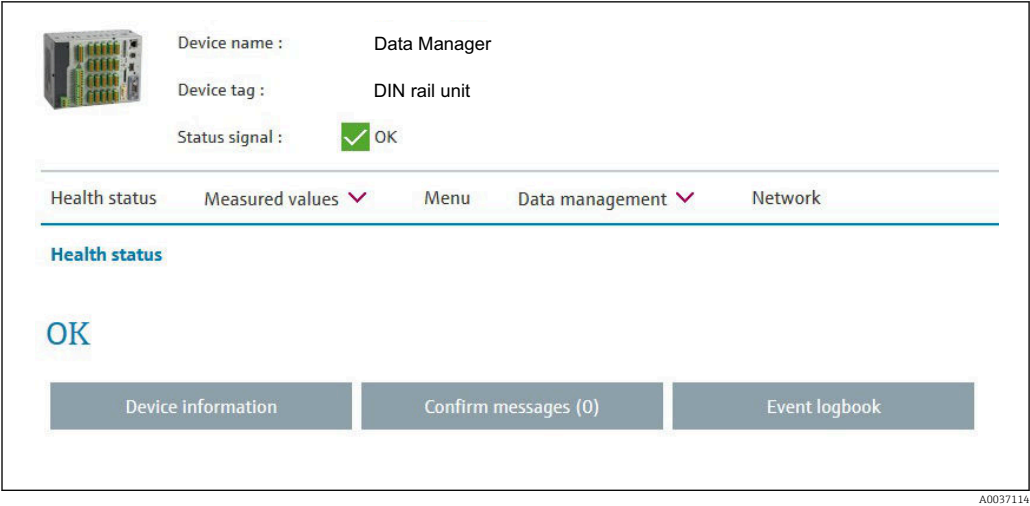 Device name : Data Manager
Device tag : DIN rail unit
Status signal : OK
Health status Measured values Menu Data management Network
Health status
OK
Device information Confirm messages (0) Event logbook
A0037114